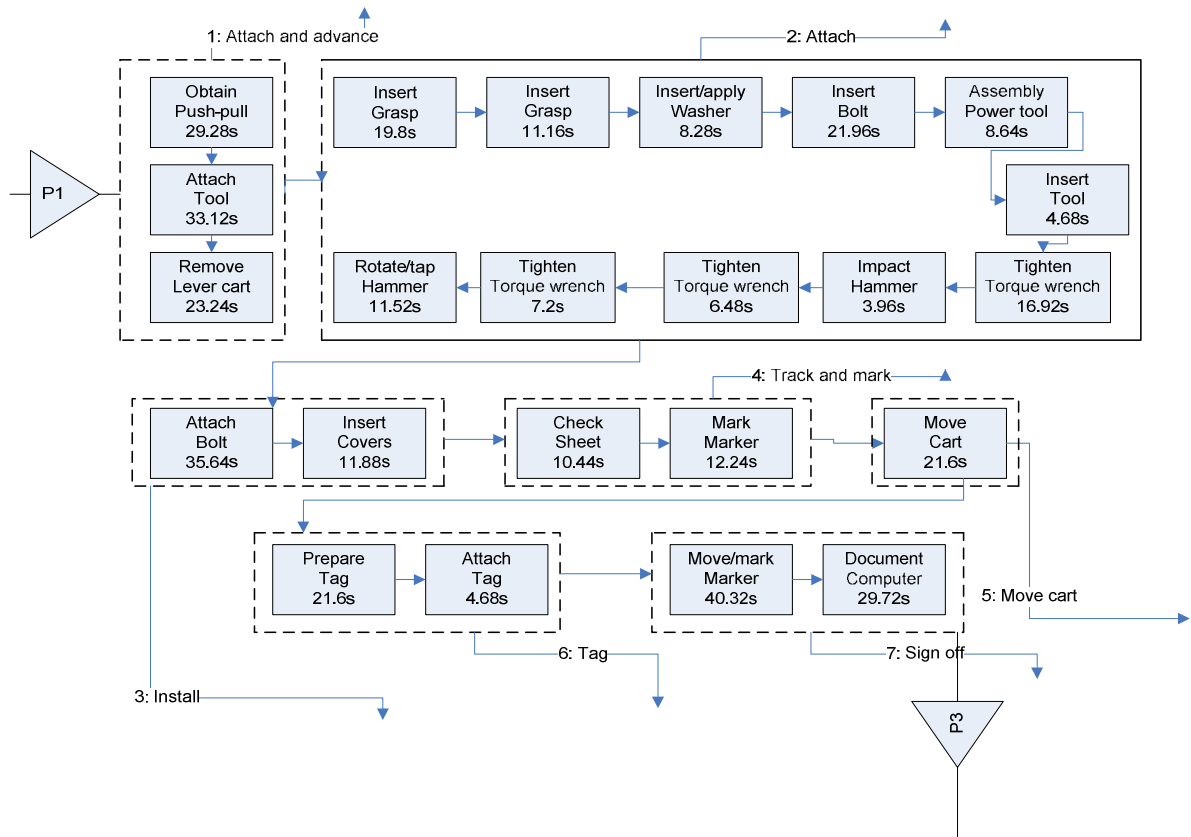 1: Attach and advance
2: Attach
P1
Obtain
Push-pull
29.28s
Attach
Tool
33.12s
Remove
Lever cart
23.24s
Insert
Grasp
19.8s
Insert
Grasp
11.16s
Insert/apply
Washer
8.28s
Insert
Bolt
21.96s
Assembly
Power tool
8.64s
Insert
Tool
4.68s
Tighten
Torque wrench
16.92s
Impact
Hammer
3.96s
Tighten
Torque wrench
6.48s
Tighten
Torque wrench
7.2s
Rotate/tap
Hammer
11.52s
4: Track and mark
Attach
Bolt
35.64s
Insert
Covers
11.88s
Check
Sheet
10.44s
Mark
Marker
12.24s
Move
Cart
21.6s
Prepare
Tag
21.6s
Attach
Tag
4.68s
Move/mark
Marker
40.32s
Document
Computer
29.72s
5: Move cart
6: Tag
7: Sign off
3: Install
P3